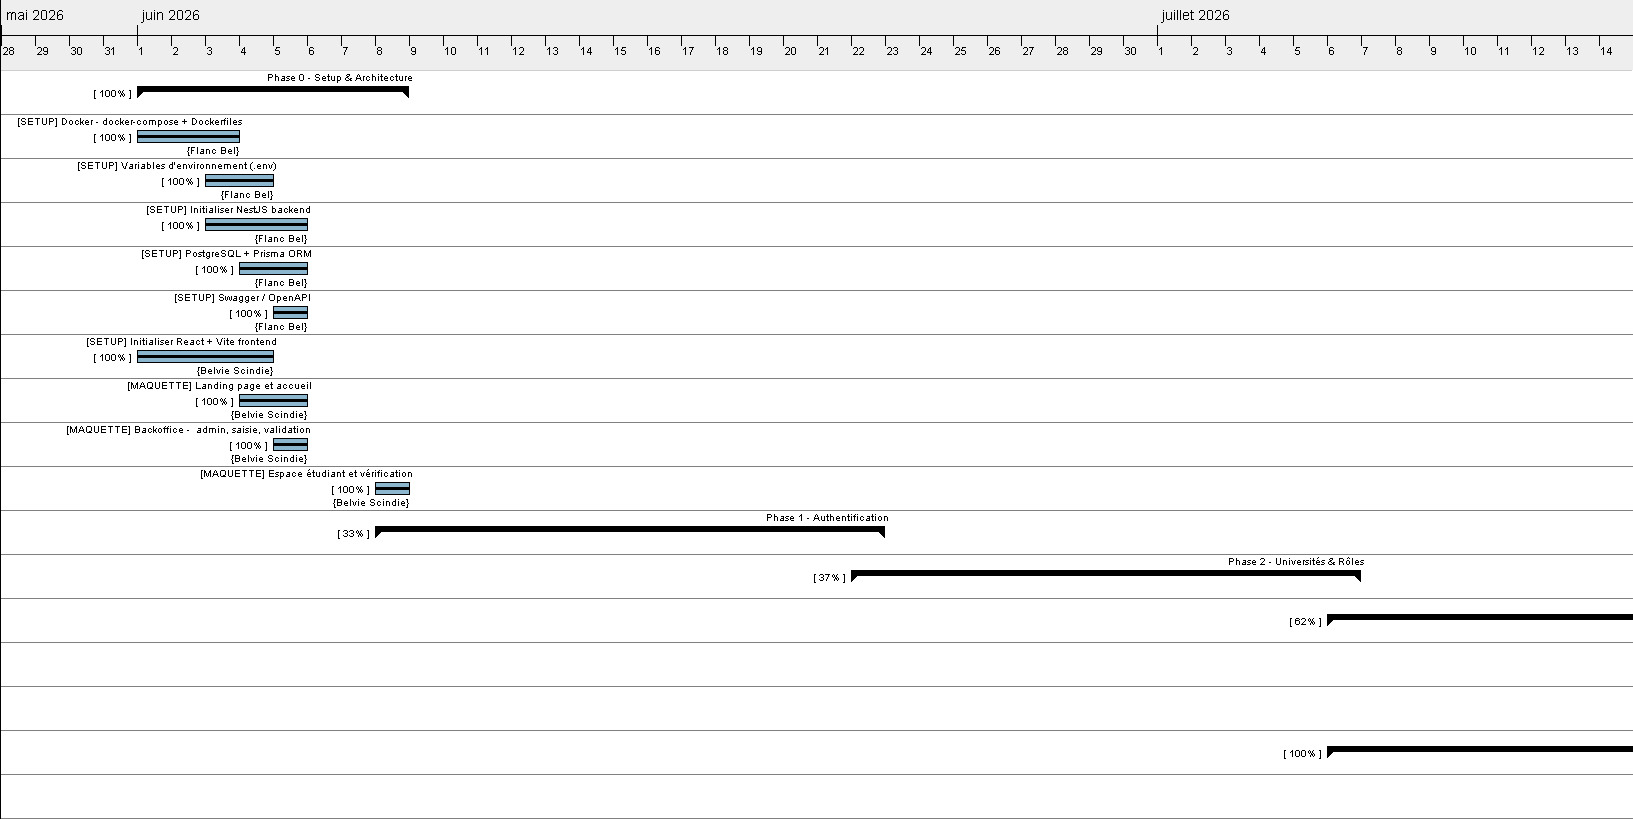 mai 2026 juin 2026 juillet 2026
28 29 30 31 1 2 3 4 5 6 7 8 9 10 11 12 13 14 15 16 17 18 19 20 21 22 23 24 25 26 27 28 29 30 1 2 3 4 5 6 7 8 9 10 11 12 13 14
Phase 0 - Setup & Architecture
[ 100% ]
[SETUP] Docker - docker-compose + Dockerfiles
[ 100% ]
{Flanc Bel}
[SETUP] Variables d'environnement (.env)
[ 100% ]
{Flanc Bel}
[SETUP] Initialiser NestJS backend
[ 100% ]
{Flanc Bel}
[SETUP] PostgreSQL + Prisma ORM
[ 100% ]
{Flanc Bel}
[SETUP] Swagger / OpenAPI
[ 100% ]
{Flanc Bel}
[SETUP] Initialiser React + Vite frontend
[ 100% ]
{Belvie Scindie}
[MAQUETTE] Landing page et accueil
[ 100% ]
{Belvie Scindie}
[MAQUETTE] Backoffice - admin, saisie, validation
[ 100% ]
{Belvie Scindie}
[MAQUETTE] Espace étudiant et vérification
[ 100% ]
{Belvie Scindie}
Phase 1 - Authentification
[ 33% ]
Phase 2 - Universités & Rôles
[ 37% ]
[ 62% ]
[ 100% ]